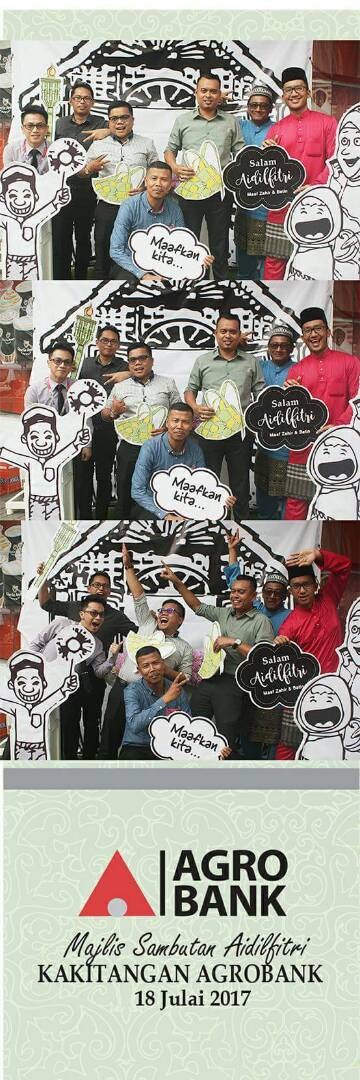 Salam
Aidilfitri
Maaf Zahir & Batin
Maafkan
kita...
Salam
Aidilfitri
Maaf Zahir & Batin
Maafkan
kita...
Salam
Aidilfitri
Maaf Zahir & Batin
Maafkan
kita...
AGRO
BANK
Majlis Sambutan Aidilfitri
KAKITANGAN AGROBANK
18 Julai 2017